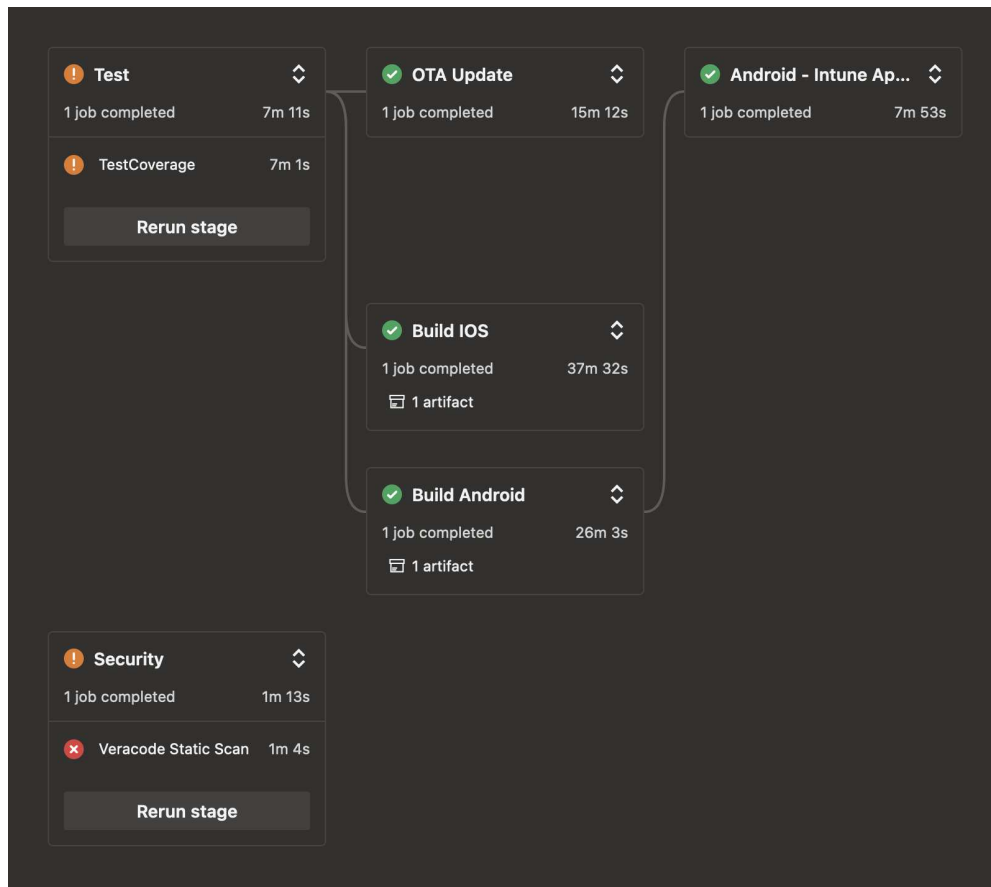 Test
1 job completed 7m 11s
TestCoverage 7m 1s
Rerun stage
OTA Update
1 job completed 15m 12s
Android - Intune Ap...
1 job completed 7m 53s
Build IOS
1 job completed 37m 32s
1 artifact
Build Android
1 job completed 26m 3s
1 artifact
Security
1 job completed 1m 13s
Veracode Static Scan 1m 4s
Rerun stage